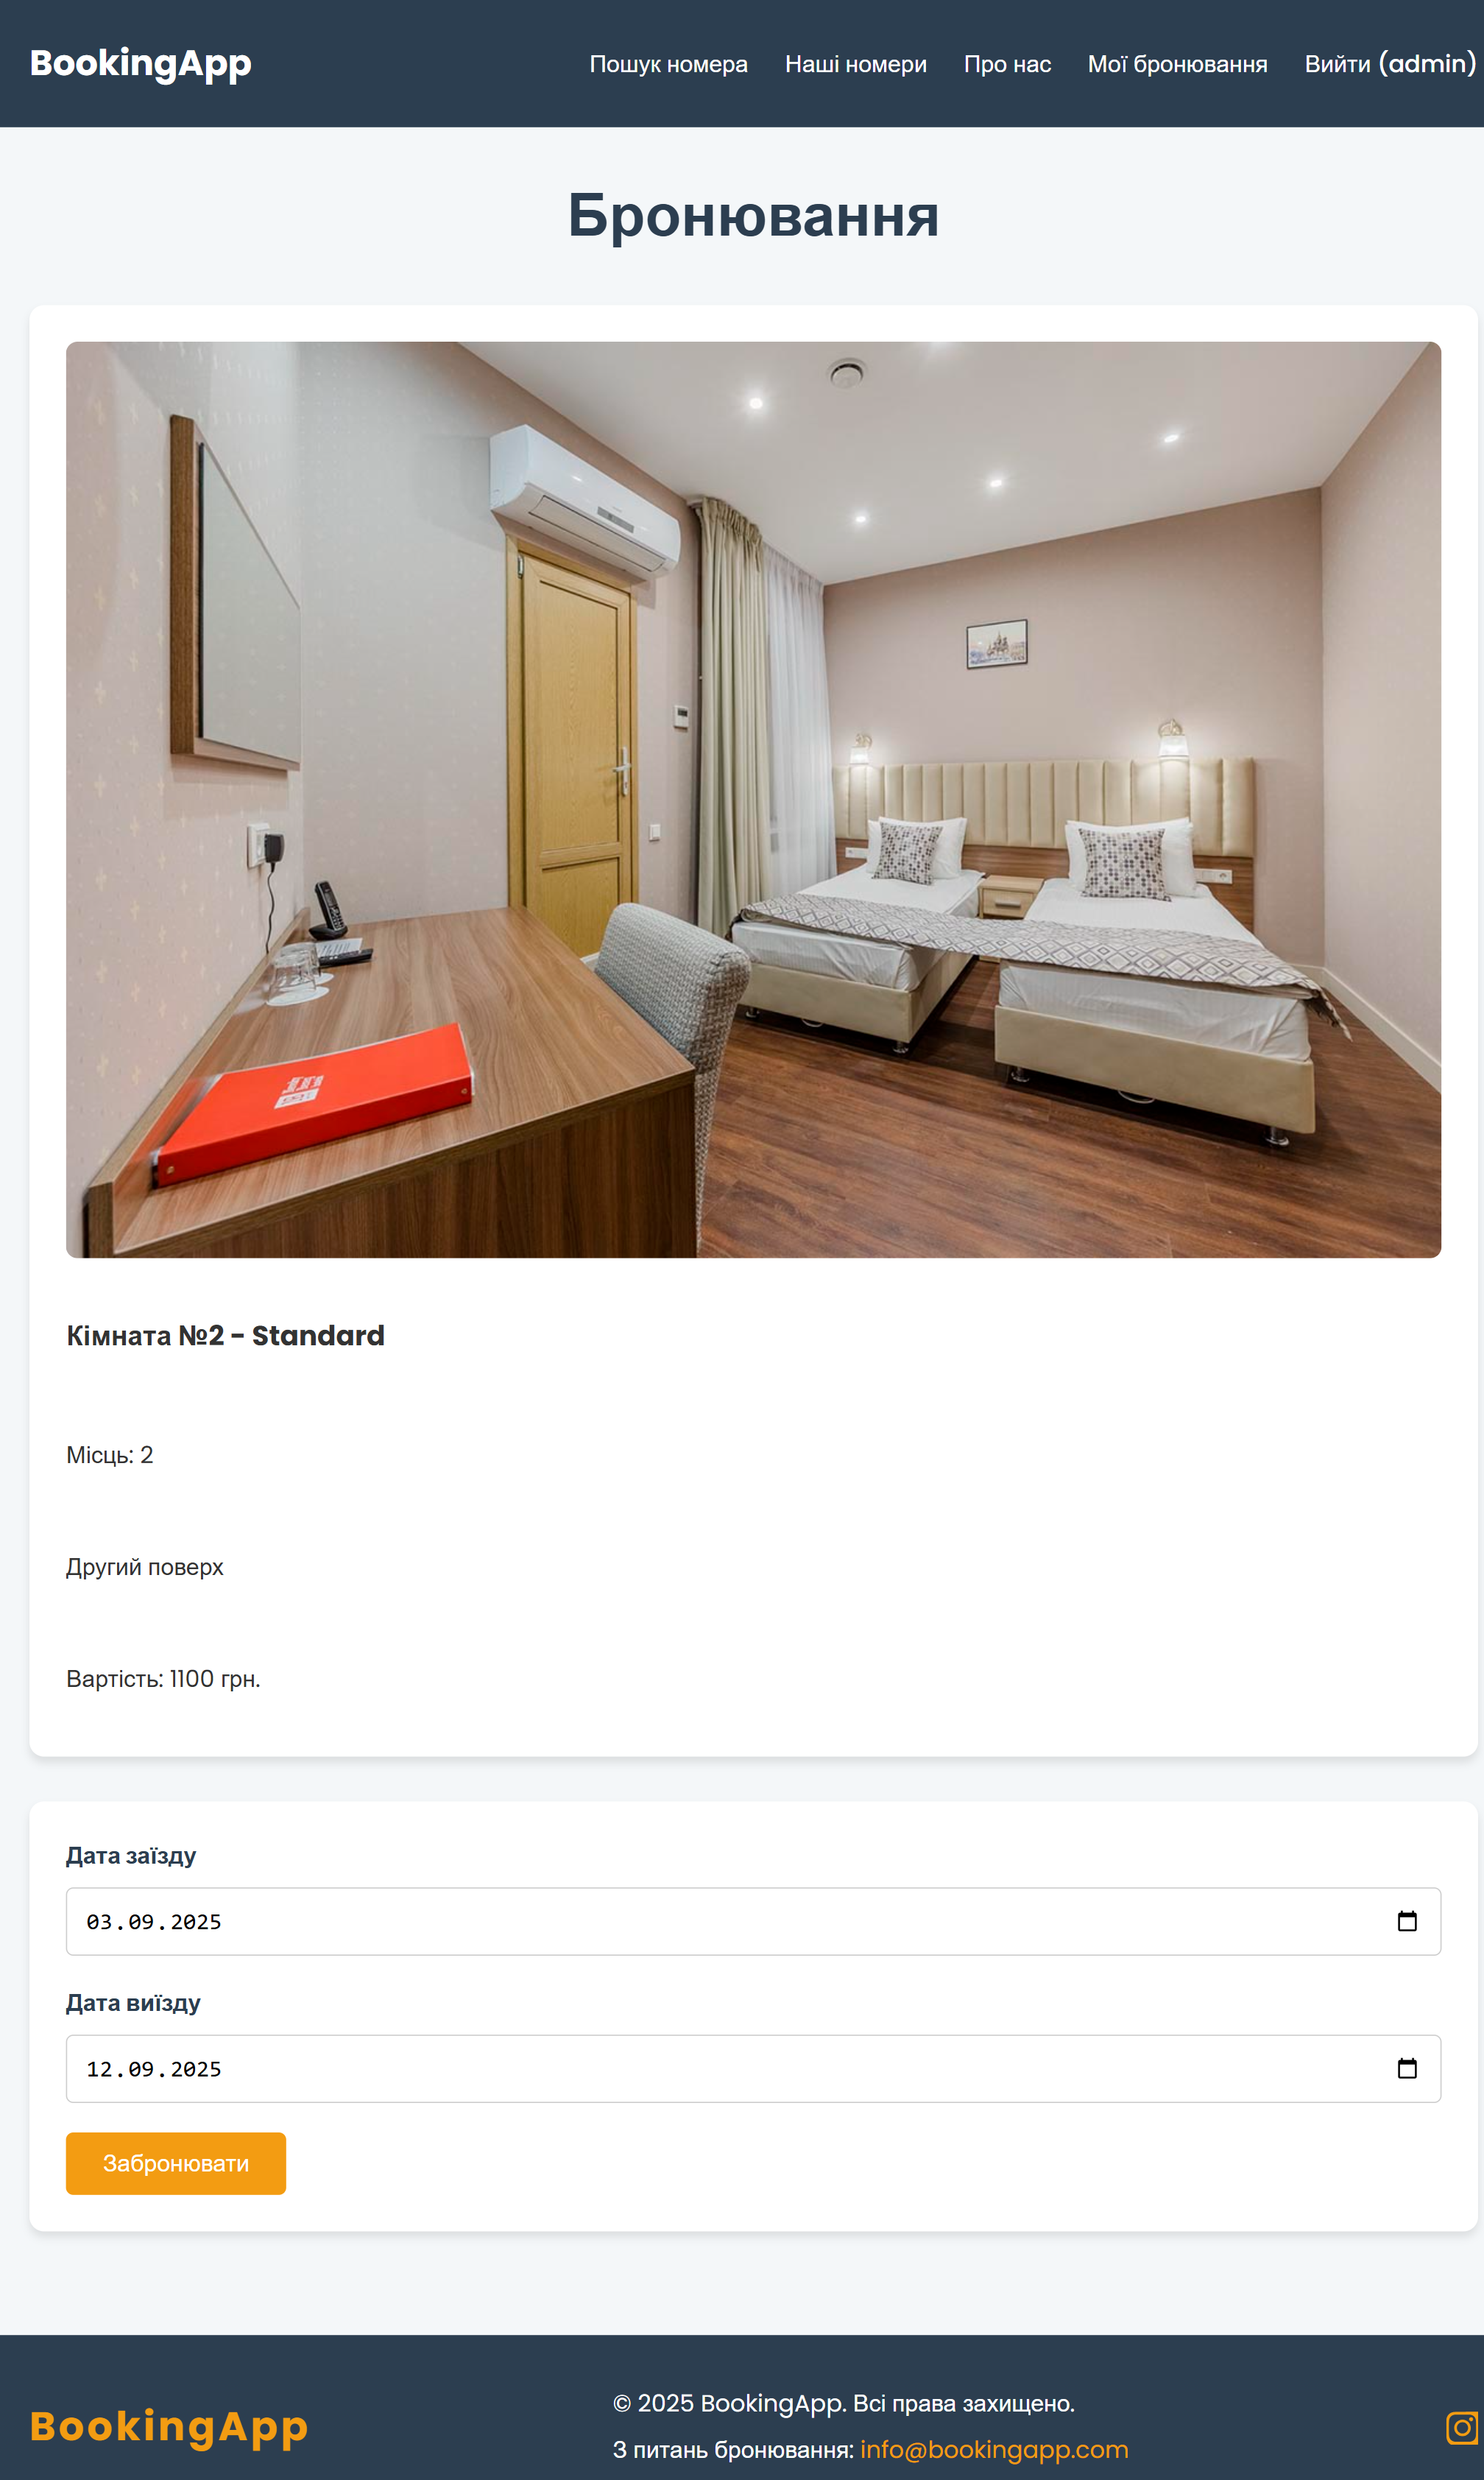 BookingApp
Пошук номера Наші номери Про нас Мої бронювання Вийти (admin)
Бронювання
Кімната №2 - Standard
Місць: 2
Другий поверх
Вартість: 1100 грн.
Дата заїзду
03.09.2025
Дата виїзду
12.09.2025
Забронювати
BookingApp
© 2025 BookingApp. Всі права захищено.
З питань бронювання: info@bookingapp.com